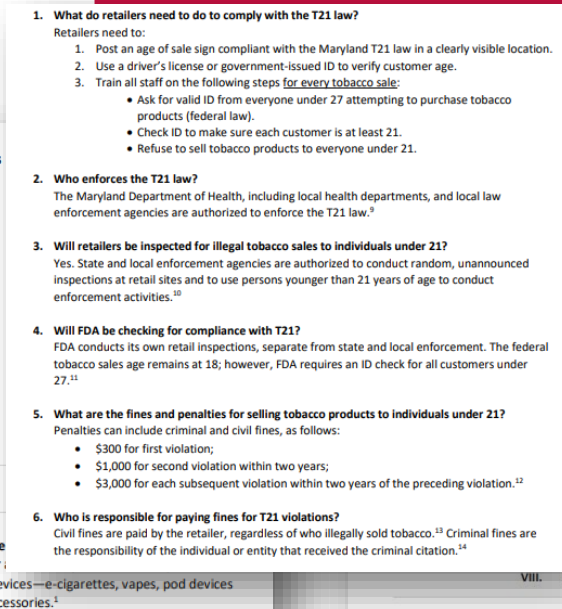 1. What do retailers need to do to comply with the T21 law?
Retailers need to:
1. Post an age of sale sign compliant with the Maryland T21 law in a clearly visible location.
2. Use a driver's license or government-issued ID to verify customer age.
3. Train all staff on the following steps for every tobacco sale:
• Ask for valid ID from everyone under 27 attempting to purchase tobacco
products (federal law).
• Check ID to make sure each customer is at least 21.
• Refuse to sell tobacco products to everyone under 21.
2. Who enforces the T21 law?
The Maryland Department of Health, including local health departments, and local law
enforcement agencies are authorized to enforce the T21 law.⁹
3. Will retailers be inspected for illegal tobacco sales to individuals under 21?
Yes. State and local enforcement agencies are authorized to conduct random, unannounced
inspections at retail sites and to use persons younger than 21 years of age to conduct
enforcement activities.¹⁰
4. Will FDA be checking for compliance with T21?
FDA conducts its own retail inspections, separate from state and local enforcement. The federal
tobacco sales age remains at 18; however, FDA requires an ID check for all customers under
27.¹¹
5. What are the fines and penalties for selling tobacco products to individuals under 21?
Penalties can include criminal and civil fines, as follows:
• $300 for first violation;
• $1,000 for second violation within two years;
• $3,000 for each subsequent violation within two years of the preceding violation.¹²
6. Who is responsible for paying fines for T21 violations?
Civil fines are paid by the retailer, regardless of who illegally sold tobacco.¹³ Criminal fines are
the responsibility of the individual or entity that received the criminal citation.¹⁴
evices—e-cigarettes, vapes, pod devices
cessories.¹
VIII.